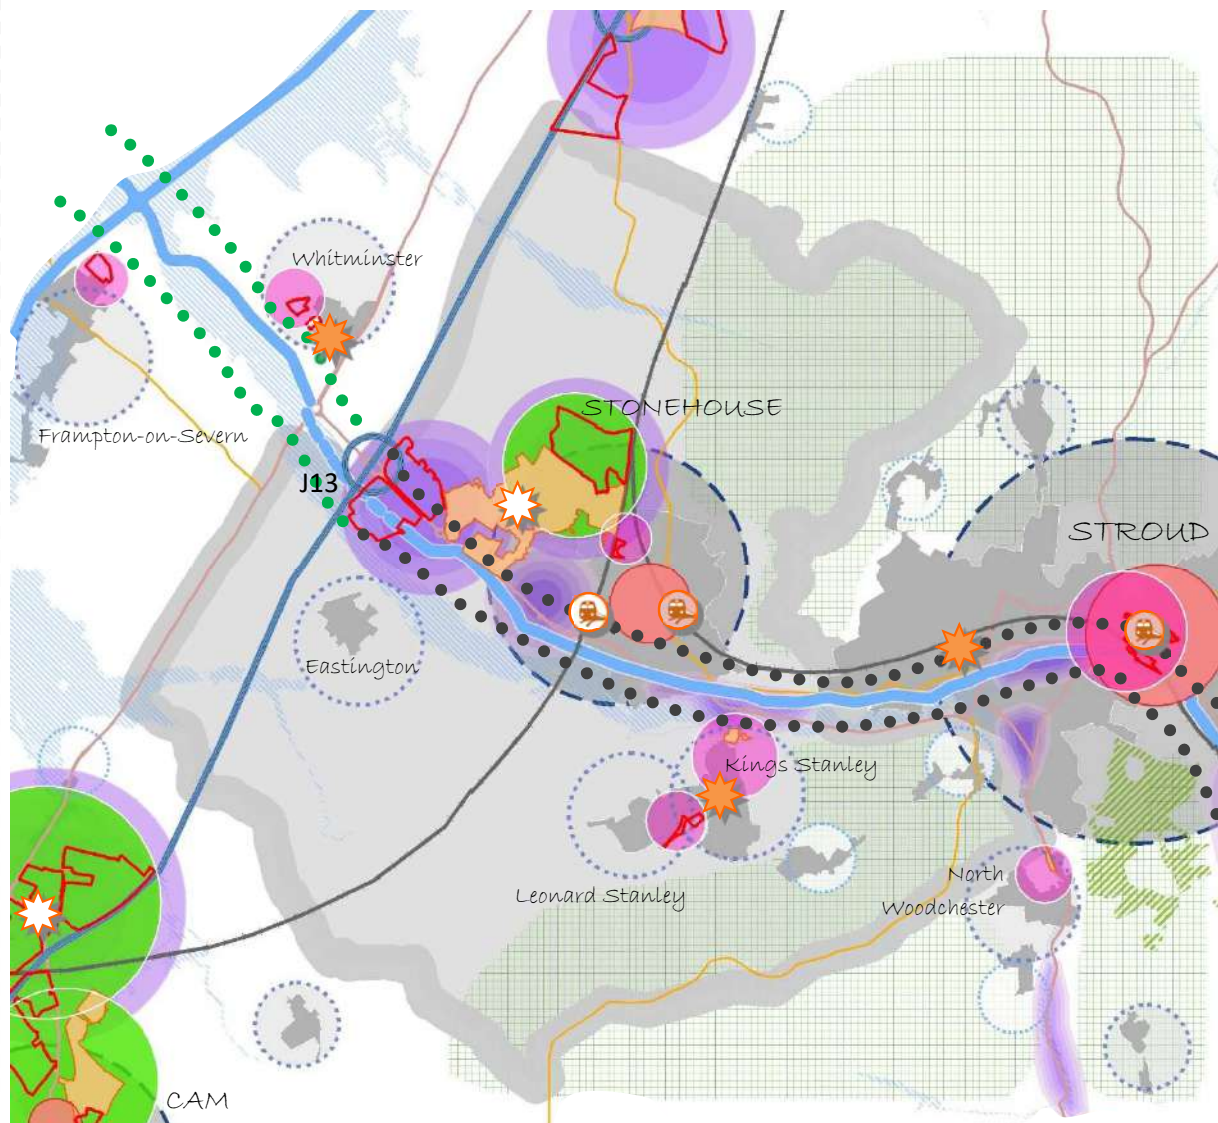 Whitminster
STONEHOUSE
Frampton-on-Severn
J13
STROUD
Eastington
Kings Stanley
Leonard Stanley
North
Woodchester
CAM